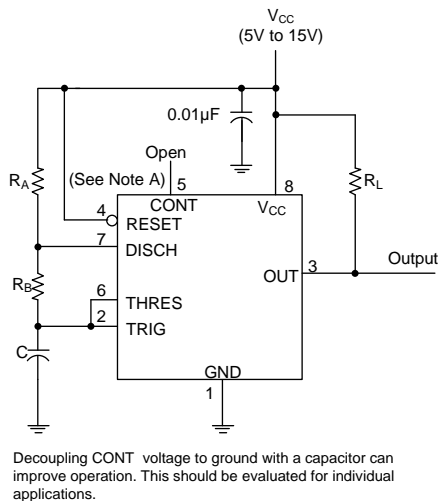 VCC
(5V to 15V)
0.01µF
Open
(See Note A)
5
8
RA
CONT
VCC
RL
4
RESET
7
DISCH
3
Output
OUT
RB
6
THRES
2
TRIG
C
GND
1
Decoupling CONT voltage to ground with a capacitor can
improve operation. This should be evaluated for individual
applications.